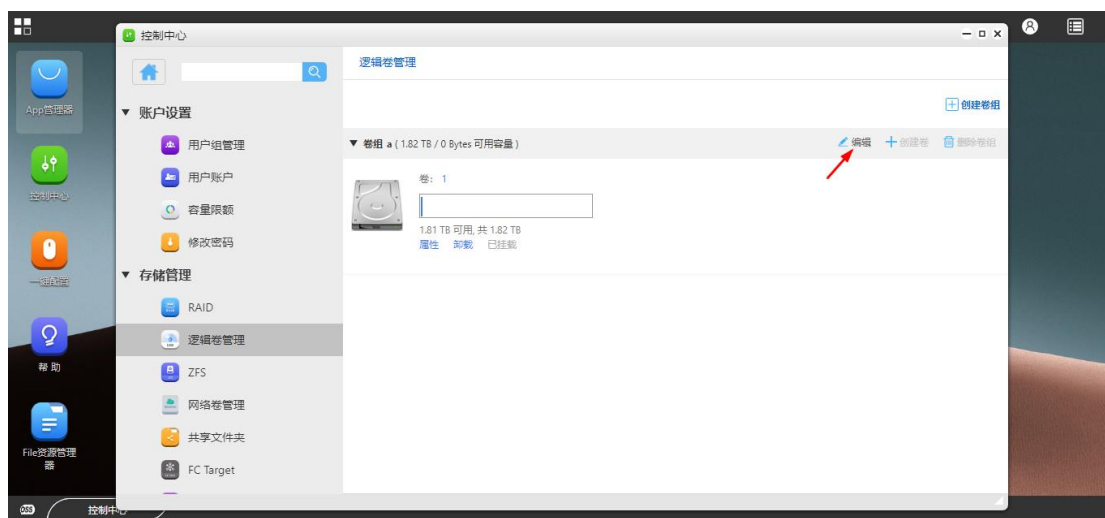 控制中心
App管理器
控制中心
一键配置
帮 助
File资源管理
器
账户设置
用户组管理
用户账户
容量限额
修改密码
存储管理
RAID
逻辑卷管理
ZFS
网络卷管理
共享文件夹
FC Target
逻辑卷管理
创建卷组
卷组 a ( 1.82 TB / 0 Bytes 可用容量 )
编辑 创建卷 删除卷组
卷: 1
1.81 TB 可用, 共 1.82 TB
属性 卸载 已挂载
控制中心